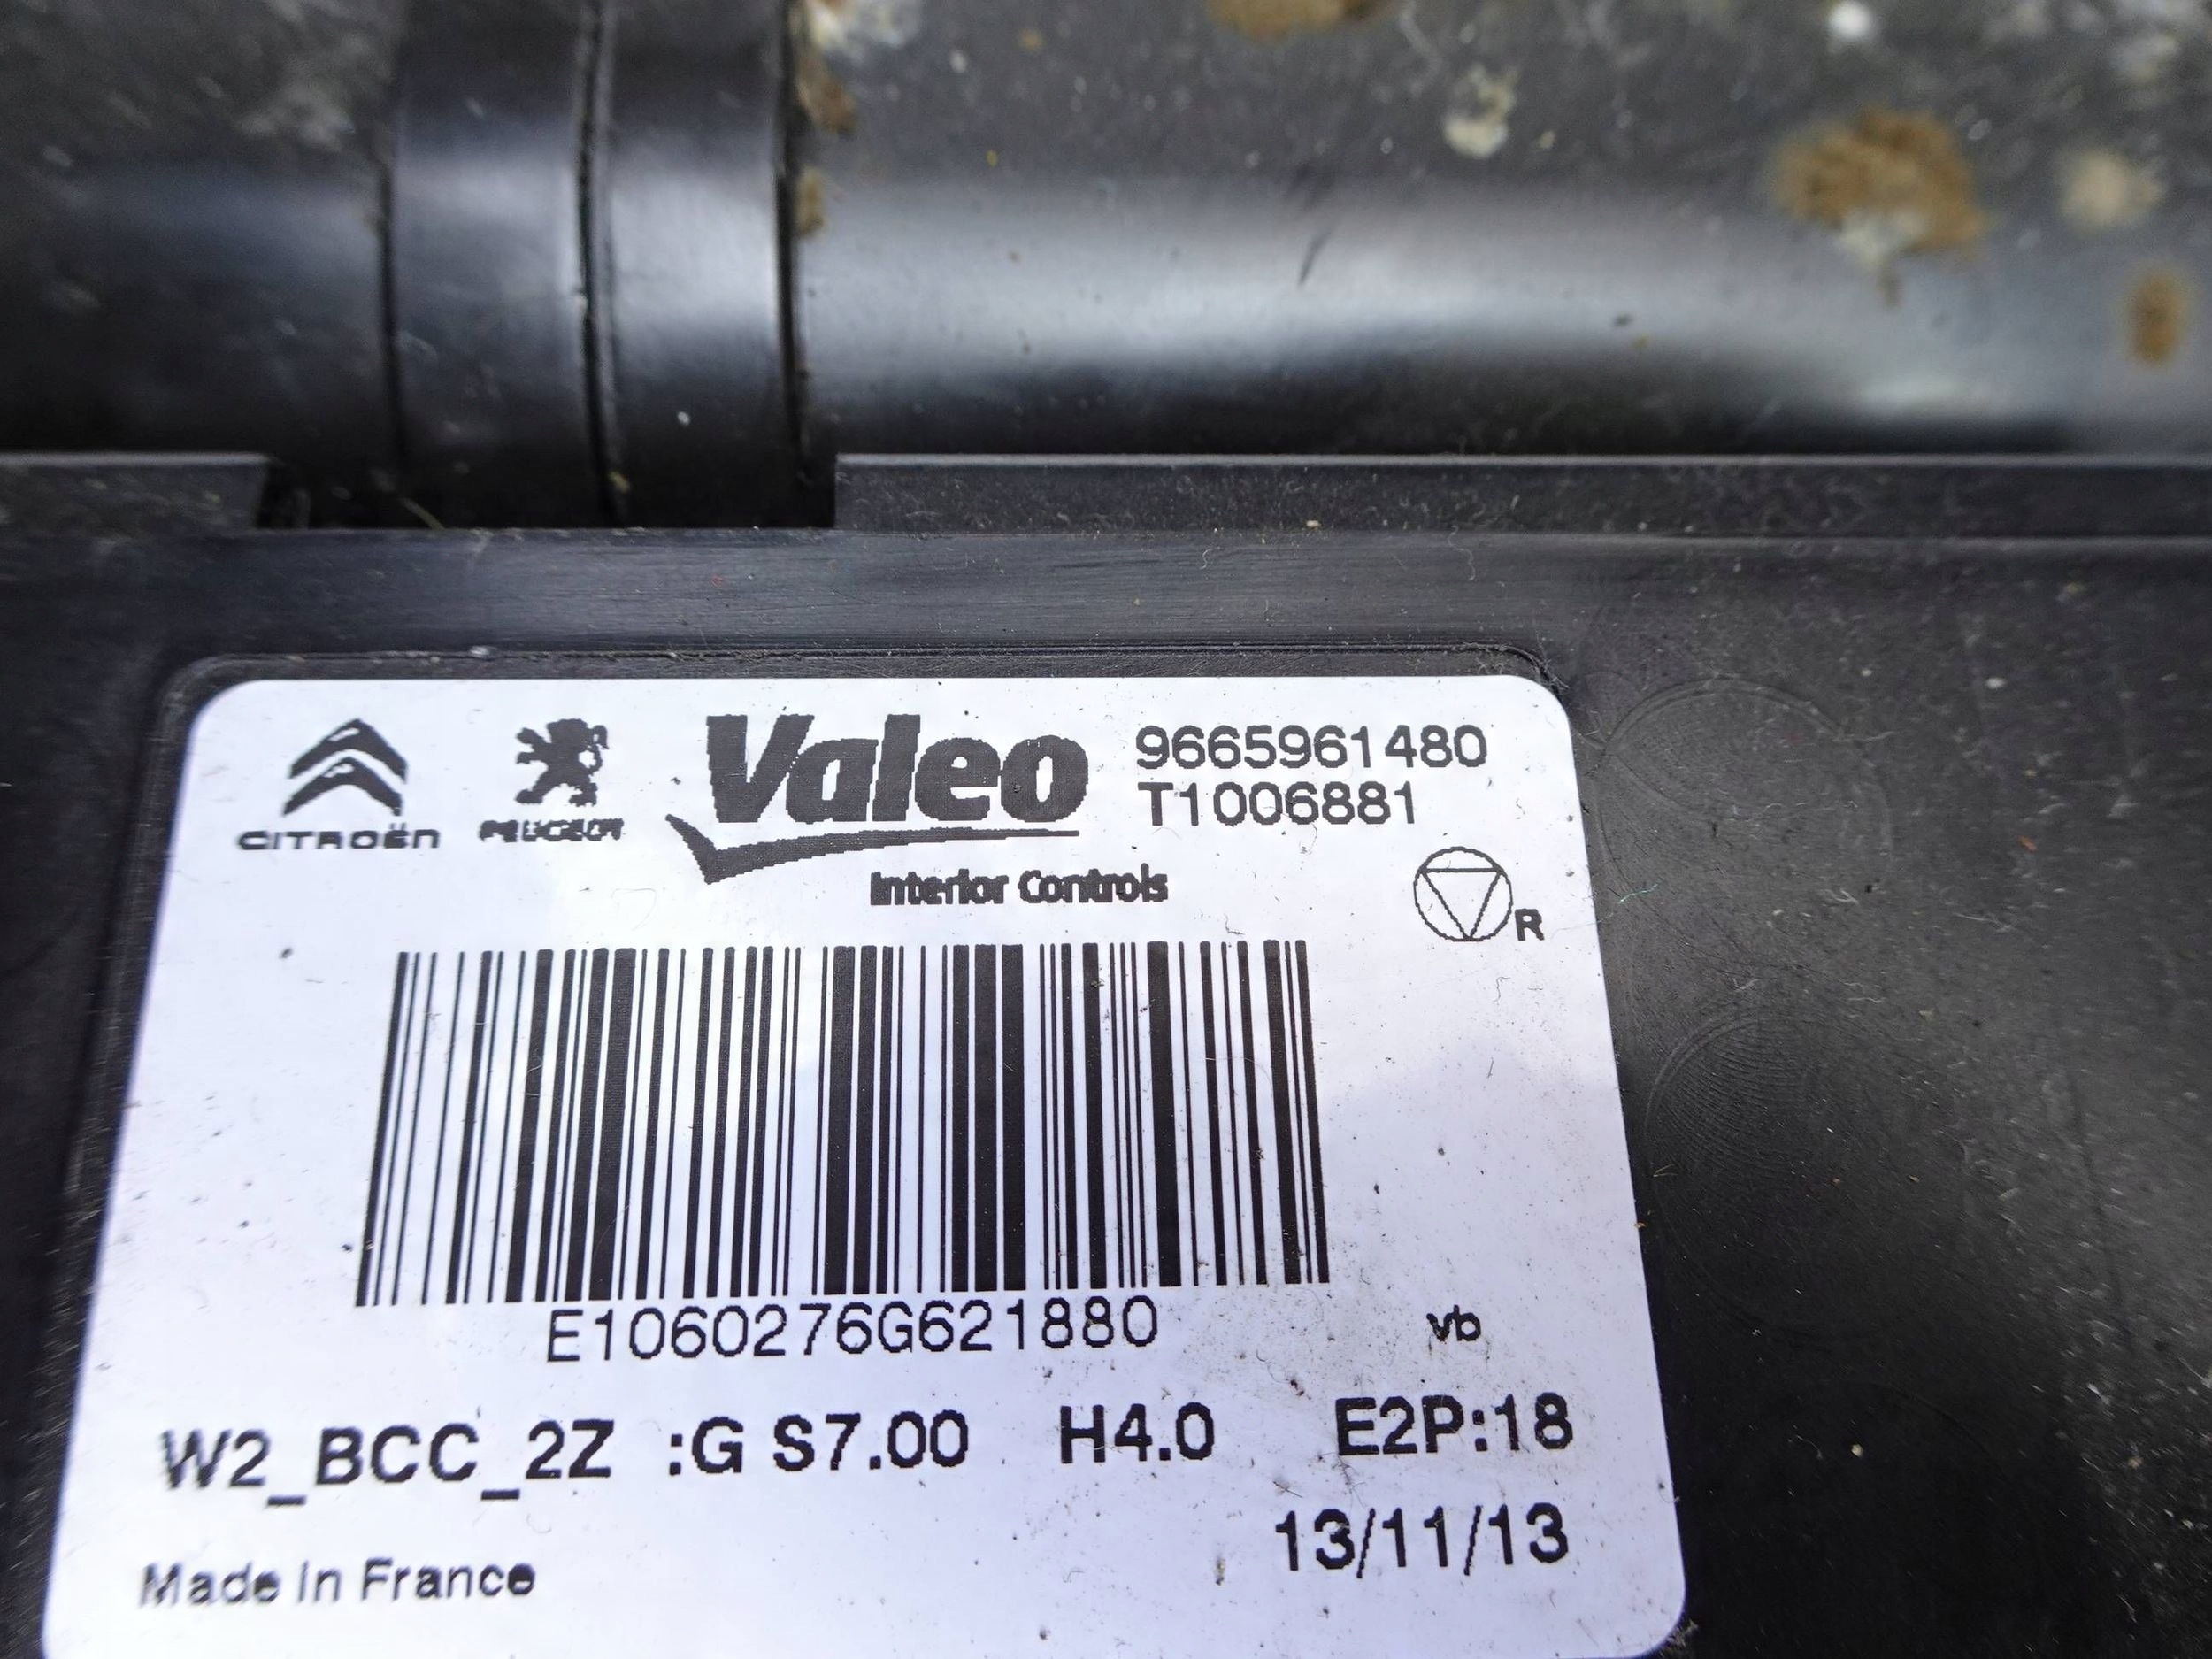 CITROËN PEUGEOT Valeo 9665961480
T1006881
Interior Controls
R
E1060276G621880
vb
W2_BCC_2Z :G S7.00 H4.0 E2P:18
13/11/13
Made In France